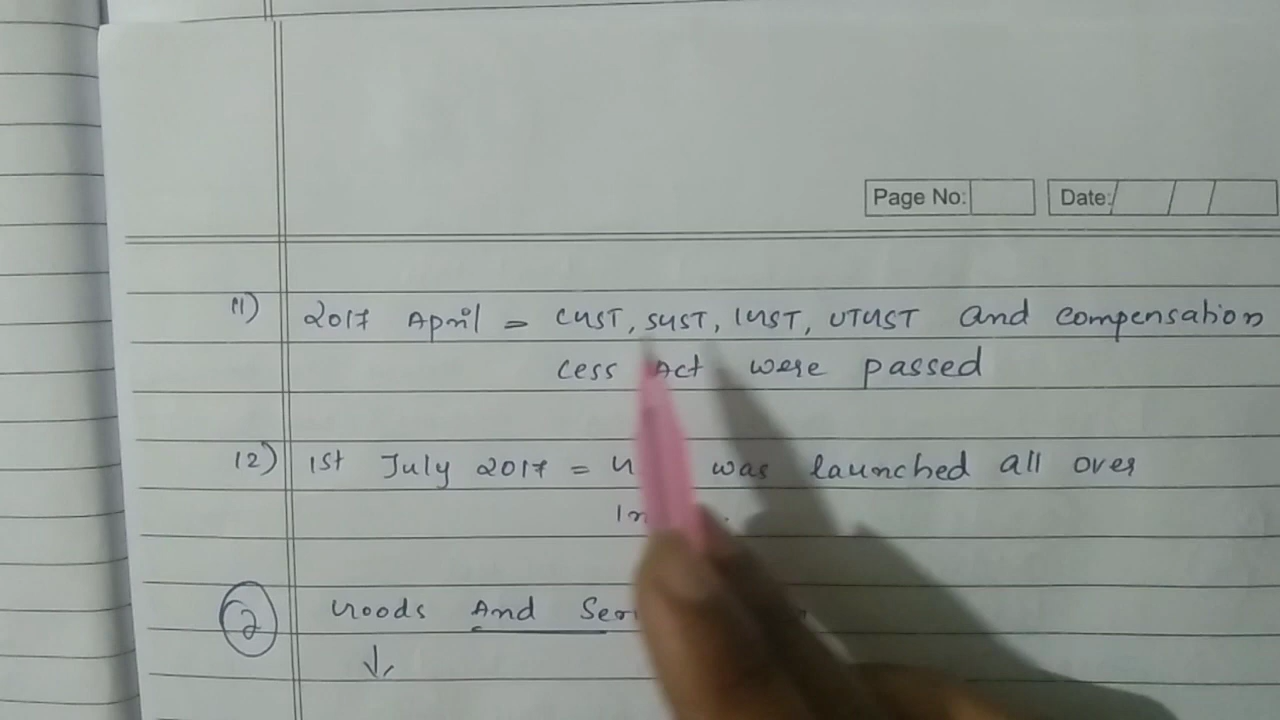 Page No: Date: / /
11) 2017 April = CGST, SGST, IGST, UTGST and compensation
cess Act were passed
12) 1st July 2017 = was launched all over
2 Goods And